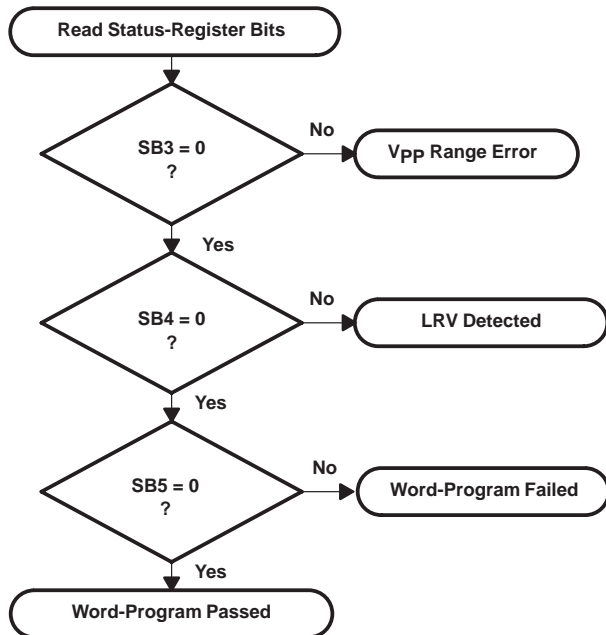 Read Status-Register Bits
SB3 = 0
?
No
VPP Range Error
Yes
SB4 = 0
?
No
LRV Detected
Yes
SB5 = 0
?
No
Word-Program Failed
Yes
Word-Program Passed